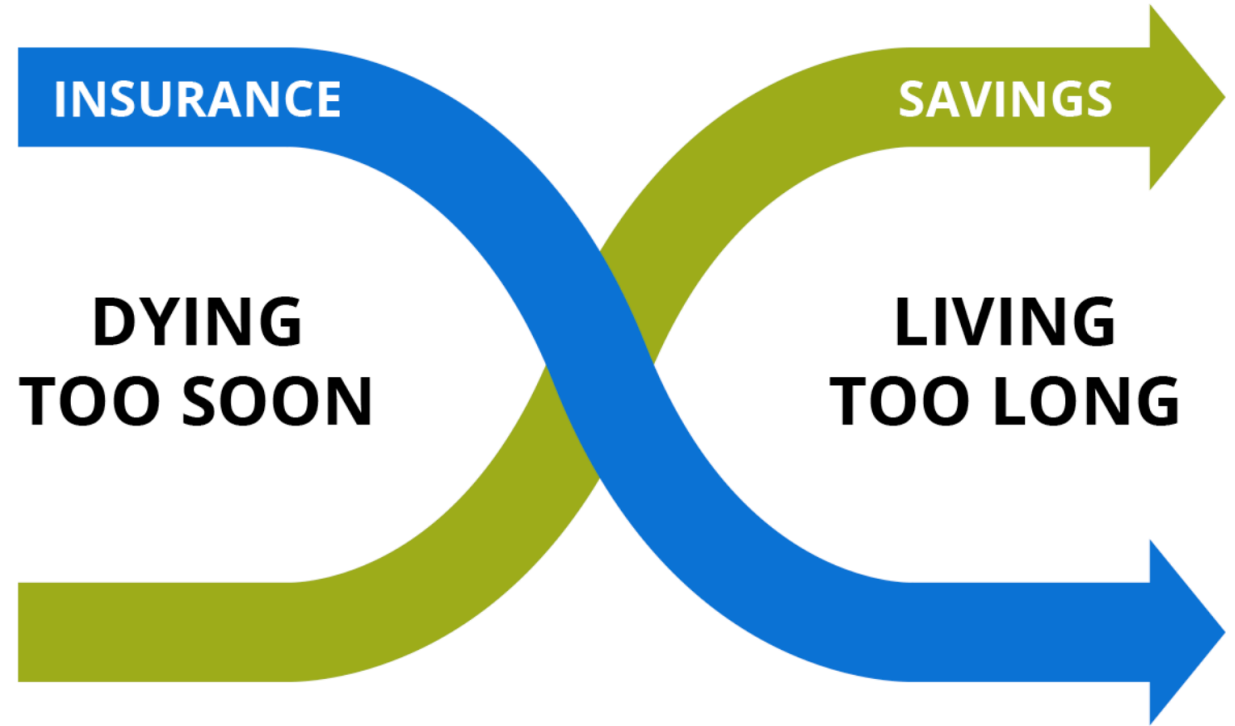 INSURANCE
SAVINGS
DYING
TOO SOON
LIVING
TOO LONG